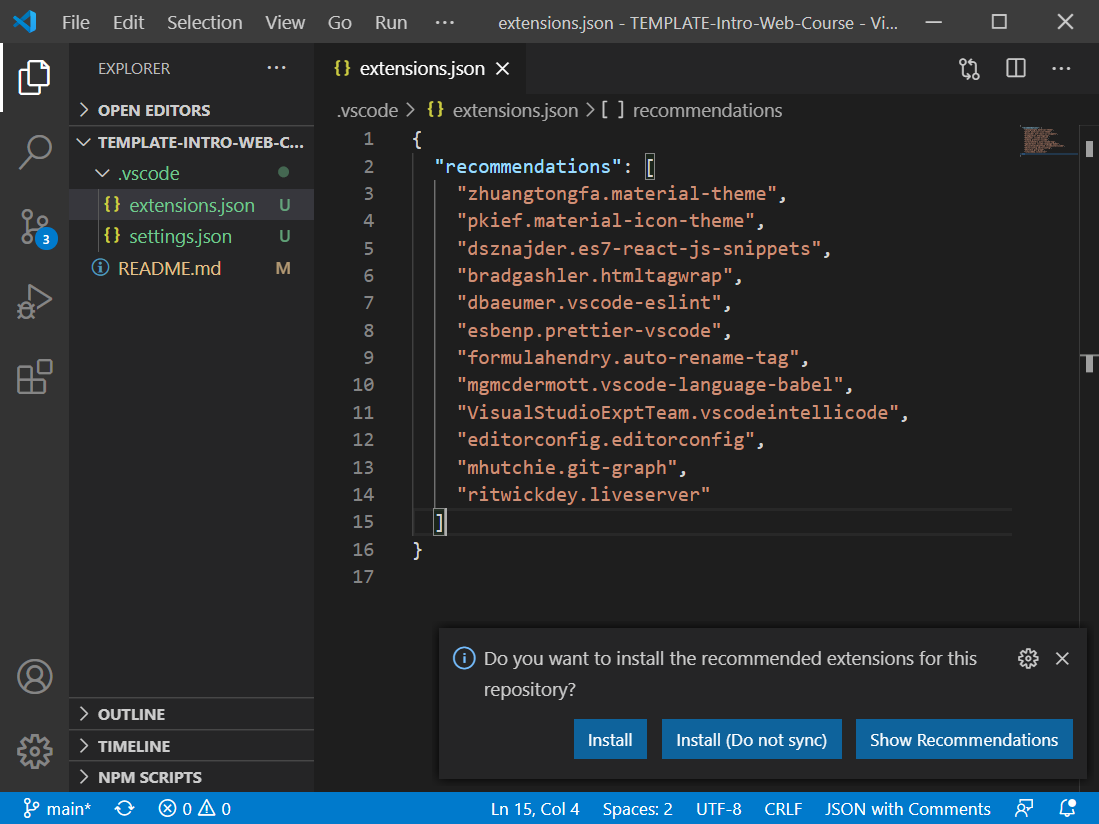 File Edit Selection View Go Run ··· extensions.json - TEMPLATE-Intro-Web-Course - Vi...
EXPLORER ···
OPEN EDITORS
TEMPLATE-INTRO-WEB-C...
.vscode
{} extensions.json U
{} settings.json U
README.md M
OUTLINE
TIMELINE
NPM SCRIPTS
3
{} extensions.json
.vscode > {} extensions.json > [ ] recommendations
1 {
2 "recommendations": [
3 "zhuangtongfa.material-theme",
4 "pkief.material-icon-theme",
5 "dsznajder.es7-react-js-snippets",
6 "bradgashler.htmltagwrap",
7 "dbaeumer.vscode-eslint",
8 "esbenp.prettier-vscode",
9 "formulahendry.auto-rename-tag",
10 "mgmcdermott.vscode-language-babel",
11 "VisualStudioExptTeam.vscodeintellicode",
12 "editorconfig.editorconfig",
13 "mhutchie.git-graph",
14 "ritwickdey.liveserver"
15 ]
16 }
17
Do you want to install the recommended extensions for this
repository?
Install Install (Do not sync) Show Recommendations
main* 0 0 Ln 15, Col 4 Spaces: 2 UTF-8 CRLF JSON with Comments